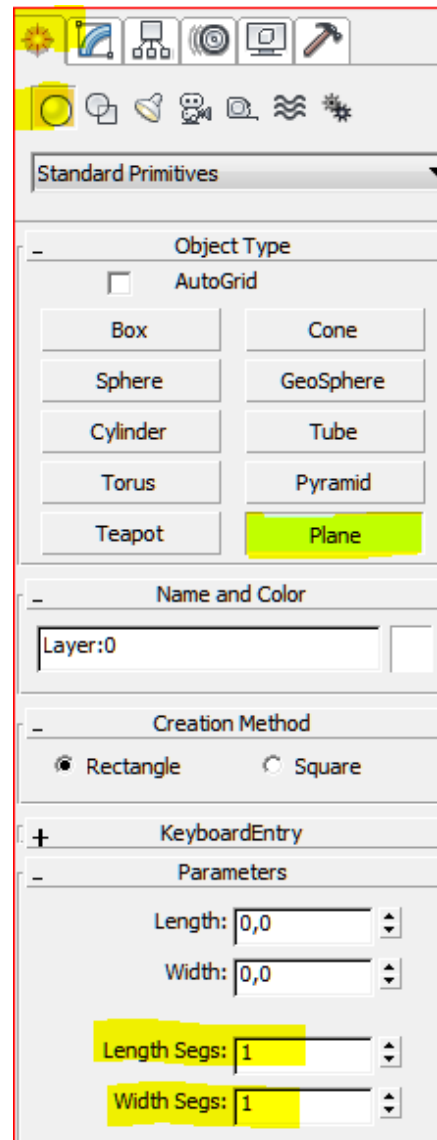 Standard Primitives
- Object Type
AutoGrid
Box Cone
Sphere GeoSphere
Cylinder Tube
Torus Pyramid
Teapot Plane
- Name and Color
Layer:0
- Creation Method
Rectangle Square
+ KeyboardEntry
- Parameters
Length: 0,0
Width: 0,0
Length Segs: 1
Width Segs: 1